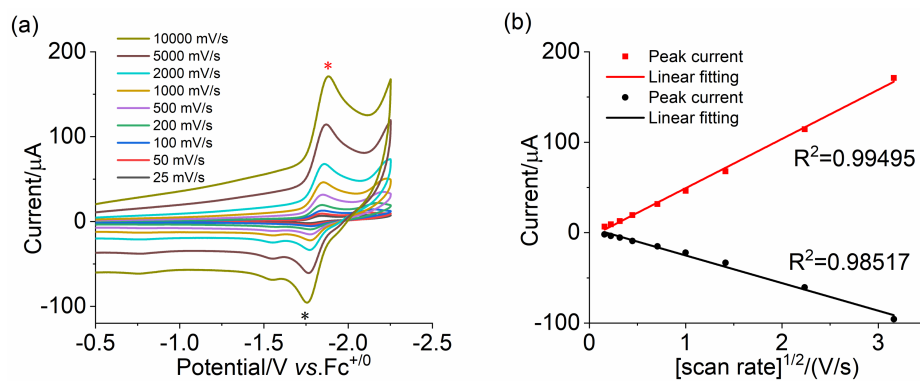 (a)
10000 mV/s
5000 mV/s
2000 mV/s
1000 mV/s
500 mV/s
200 mV/s
100 mV/s
50 mV/s
25 mV/s
*
*
200
100
0
-100
Current/μA
-0.5
-1.0
-1.5
-2.0
-2.5
Potential/V vs.Fc+/0
(b)
Peak current
Linear fitting
Peak current
Linear fitting
R2=0.99495
R2=0.98517
200
100
0
-100
Current/μA
0
1
2
3
[scan rate]1/2/(V/s)